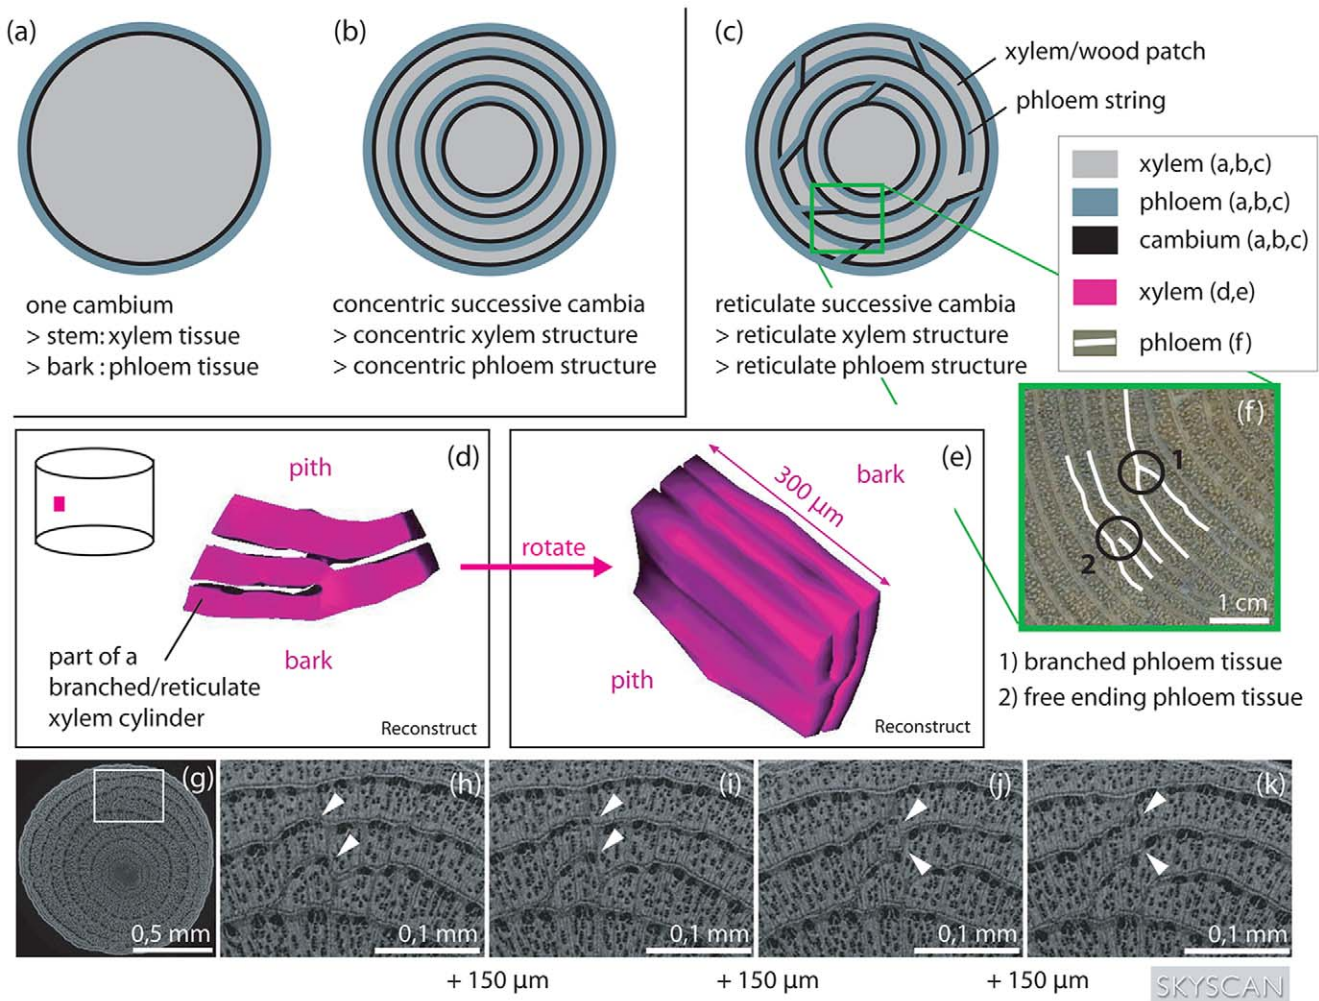 (a)
(b)
(c)
xylem/wood patch
phloem string
xylem (a,b,c)
phloem (a,b,c)
cambium (a,b,c)
xylem (d,e)
phloem (f)
one cambium
> stem: xylem tissue
> bark : phloem tissue
concentric successive cambia
> concentric xylem structure
> concentric phloem structure
reticulate successive cambia
> reticulate xylem structure
> reticulate phloem structure
(d)
pith
bark
part of a
branched/reticulate
xylem cylinder
Reconstruct
rotate
(e)
bark
300 µm
pith
Reconstruct
(f)
1
2
1 cm
1) branched phloem tissue
2) free ending phloem tissue
(g)
(h)
(i)
(j)
(k)
0,5 mm
0,1 mm
0,1 mm
0,1 mm
0,1 mm
+ 150 µm
+ 150 µm
+ 150 µm
SKYSCAN